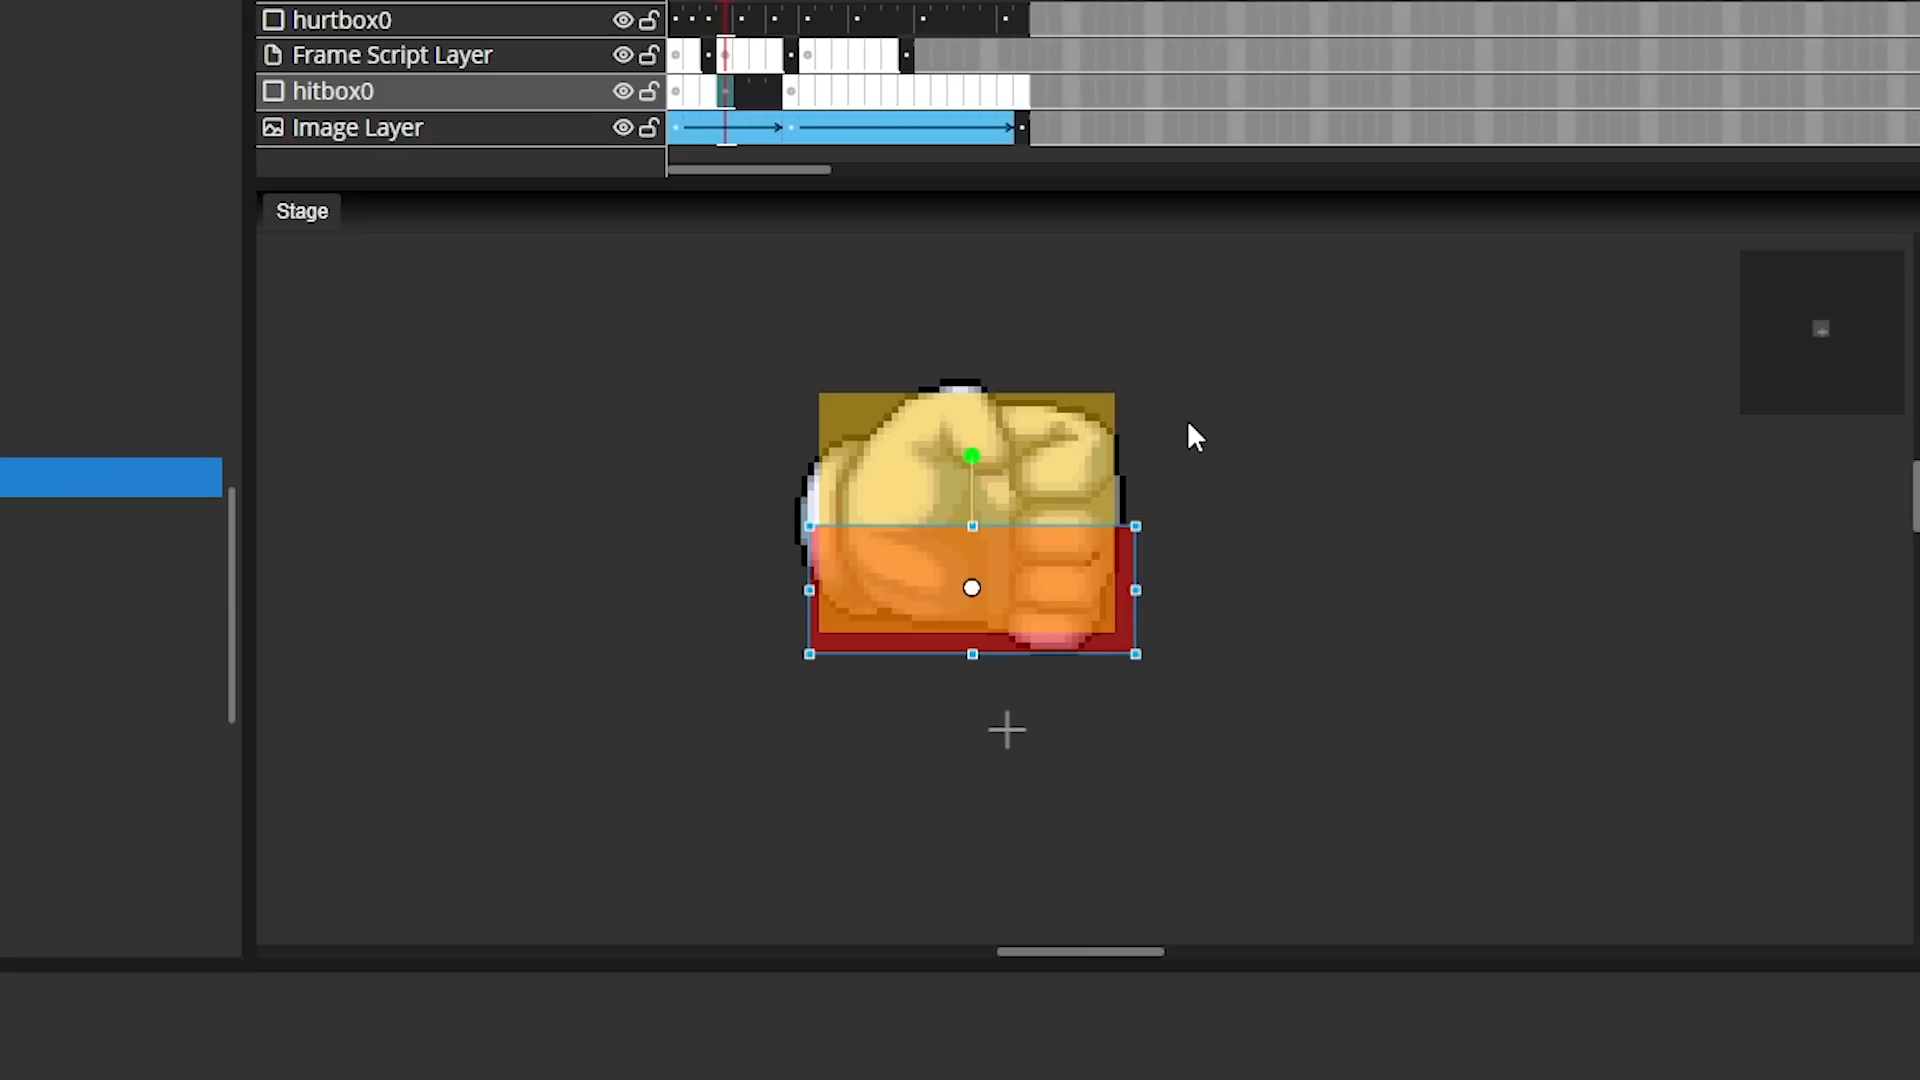 hurtbox0
Frame Script Layer
hitbox0
Image Layer
Stage